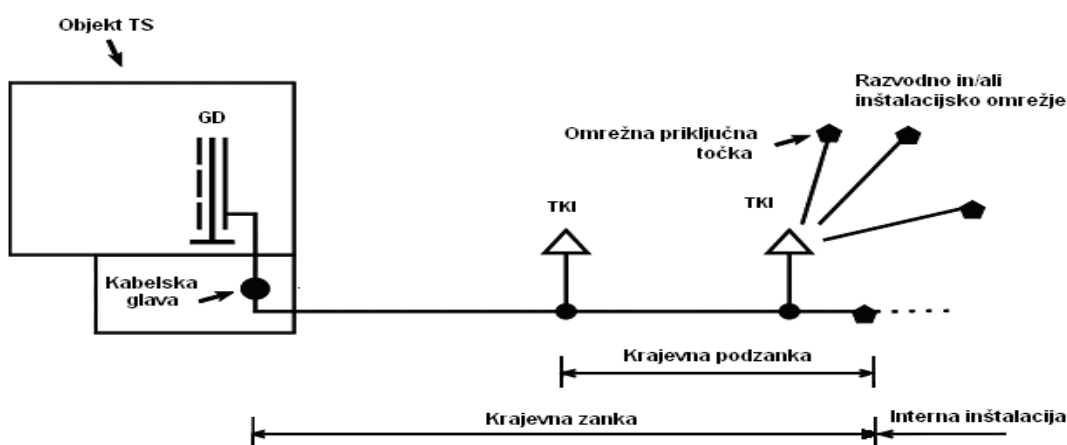 Objekt TS
GD
Kabelska
glava
TKI
TKI
Omrežna priključna
točka
Razvodno in/ali
inštalacijsko omrežje
Krajevna podzanka
Krajevna zanka
Interna inštalacija